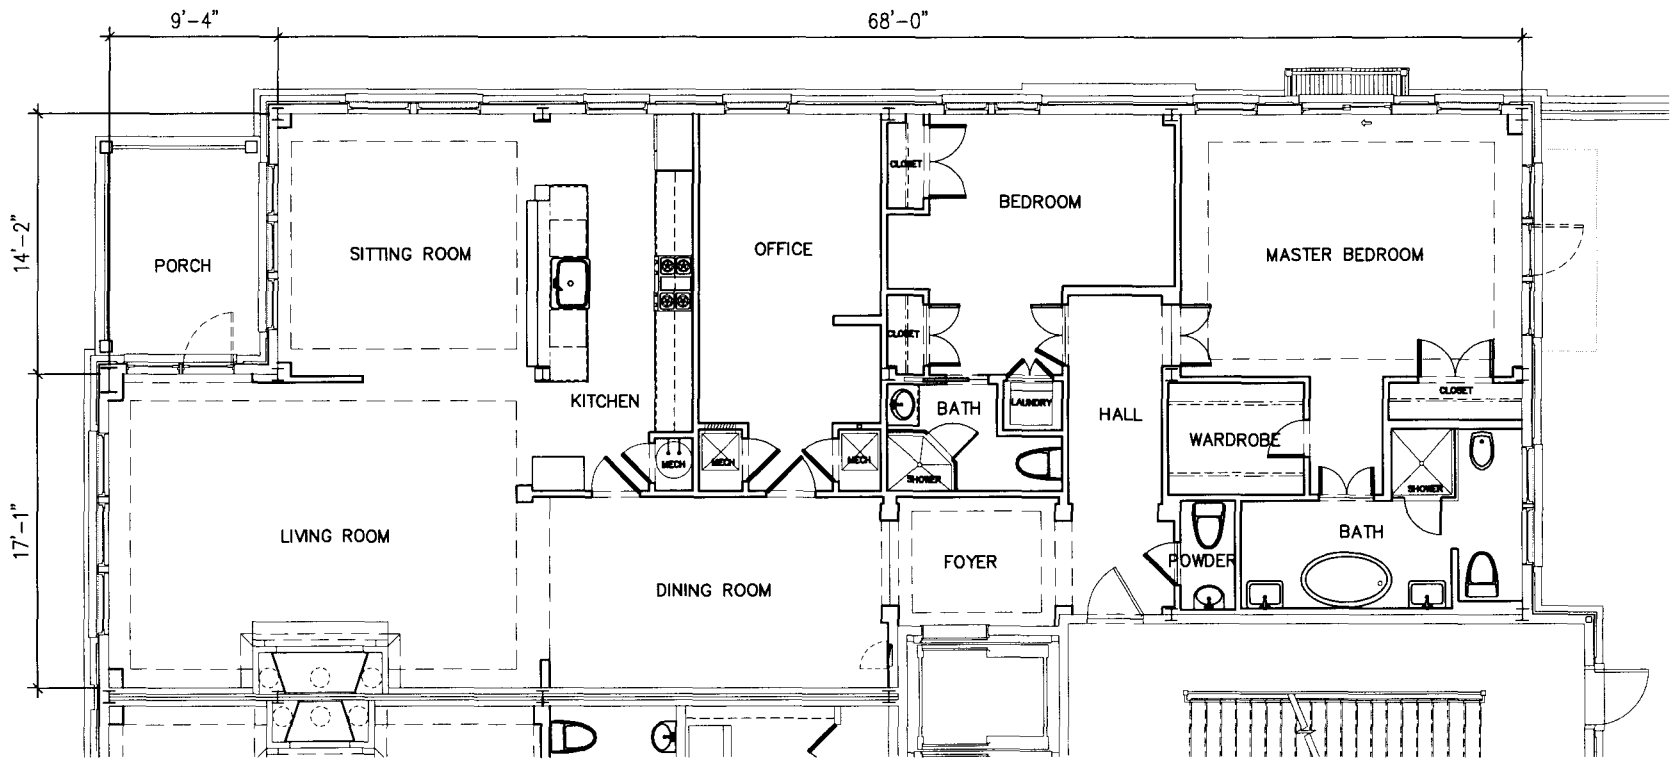 9'-4"
68'-0"
14'-2"
17'-1"
PORCH
SITTING ROOM
KITCHEN
OFFICE
CLOSET
BEDROOM
MASTER BEDROOM
CLOSET
CLOSET
BATH
LAUNDRY
HALL
WARDROBE
MECH
MECH
MECH
SHOWER
SHOWER
LIVING ROOM
DINING ROOM
FOYER
POWDER
BATH